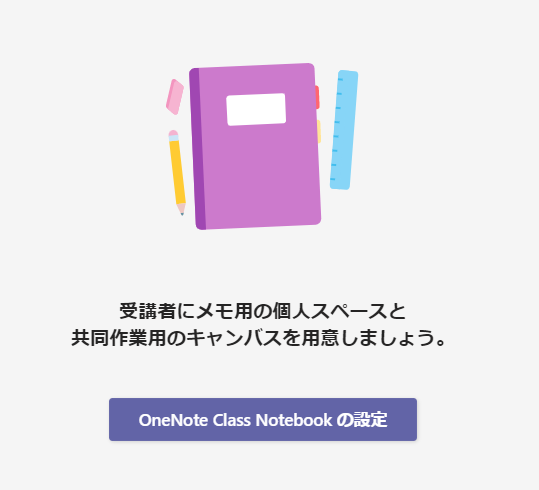 受講者にメモ用の個人スペースと
共同作業用のキャンバスを用意しましょう。
OneNote Class Notebook の設定